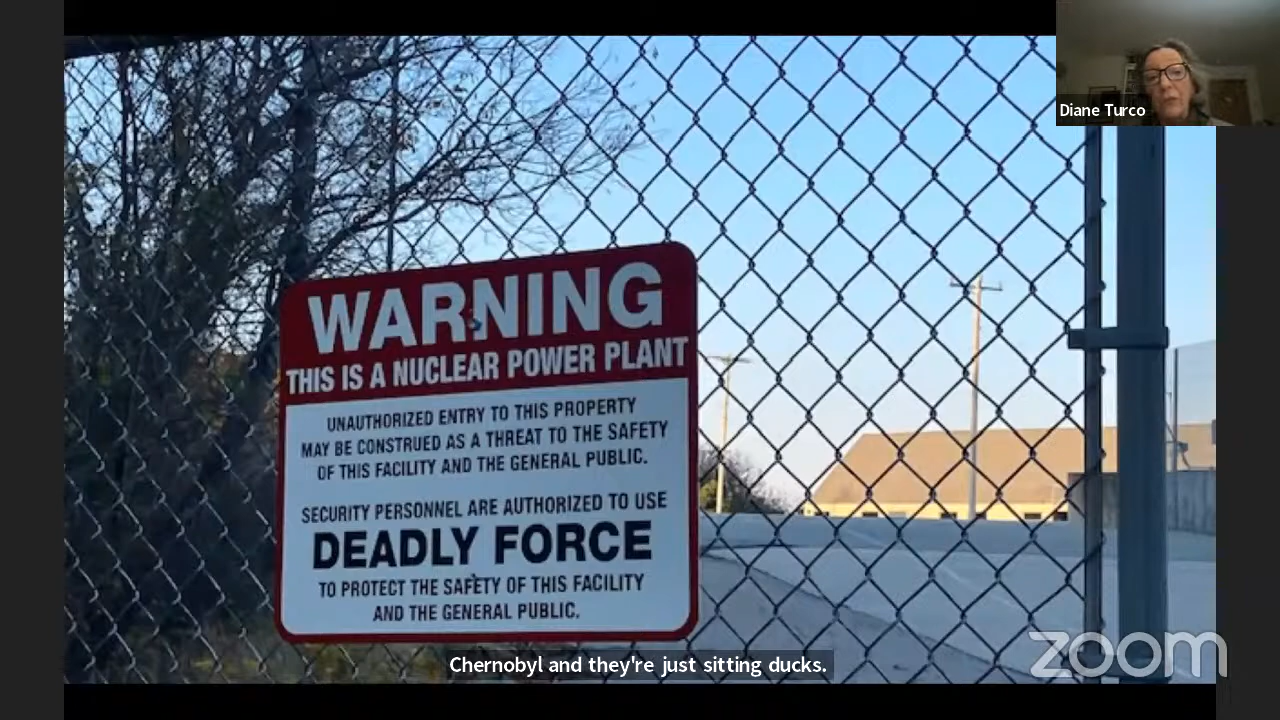 Diane Turco
WARNING
THIS IS A NUCLEAR POWER PLANT
UNAUTHORIZED ENTRY TO THIS PROPERTY
MAY BE CONSTRUED AS A THREAT TO THE SAFETY
OF THIS FACILITY AND THE GENERAL PUBLIC.
SECURITY PERSONNEL ARE AUTHORIZED TO USE
DEADLY FORCE
TO PROTECT THE SAFETY OF THIS FACILITY
AND THE GENERAL PUBLIC.
Chernobyl and they're just sitting ducks.
zoom